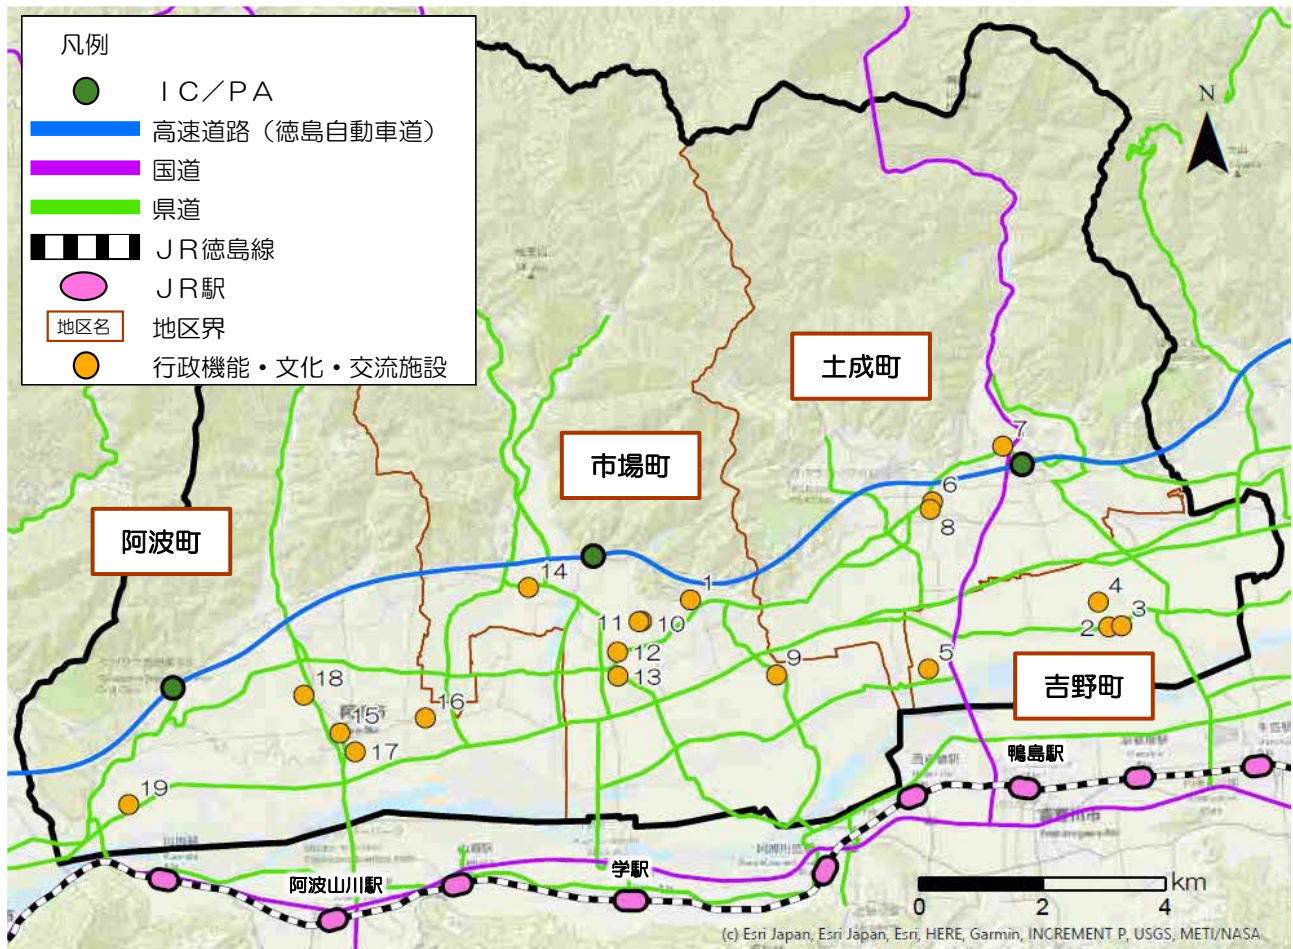 凡例
ＩＣ／ＰＡ
高速道路（徳島自動車道）
国道
県道
ＪＲ徳島線
ＪＲ駅
地区名 地区界
行政機能・文化・交流施設
N
土成町
市場町
阿波町
吉野町
7
6
8
14
1
4
11
10
3
2
12
5
9
13
18
16
15
17
19
鴨島駅
学駅
阿波山川駅
km
0 2 4
(c) Esri Japan, Esri Japan, Esri, HERE, Garmin, INCREMENT P, USGS, METI/NASA